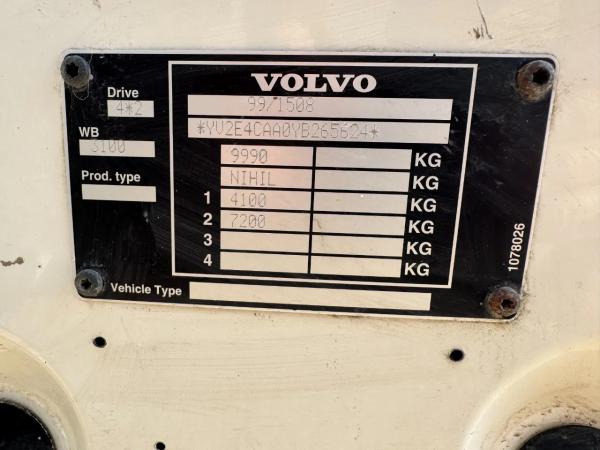 VOLVO
Drive
4*2
99/1508
WB
3100
*YV2E4CAA0YB265624*
9990 KG
Prod. type
NIHIL KG
1 4100 KG
2 7200 KG
3 KG
4 KG
Vehicle Type
1078026